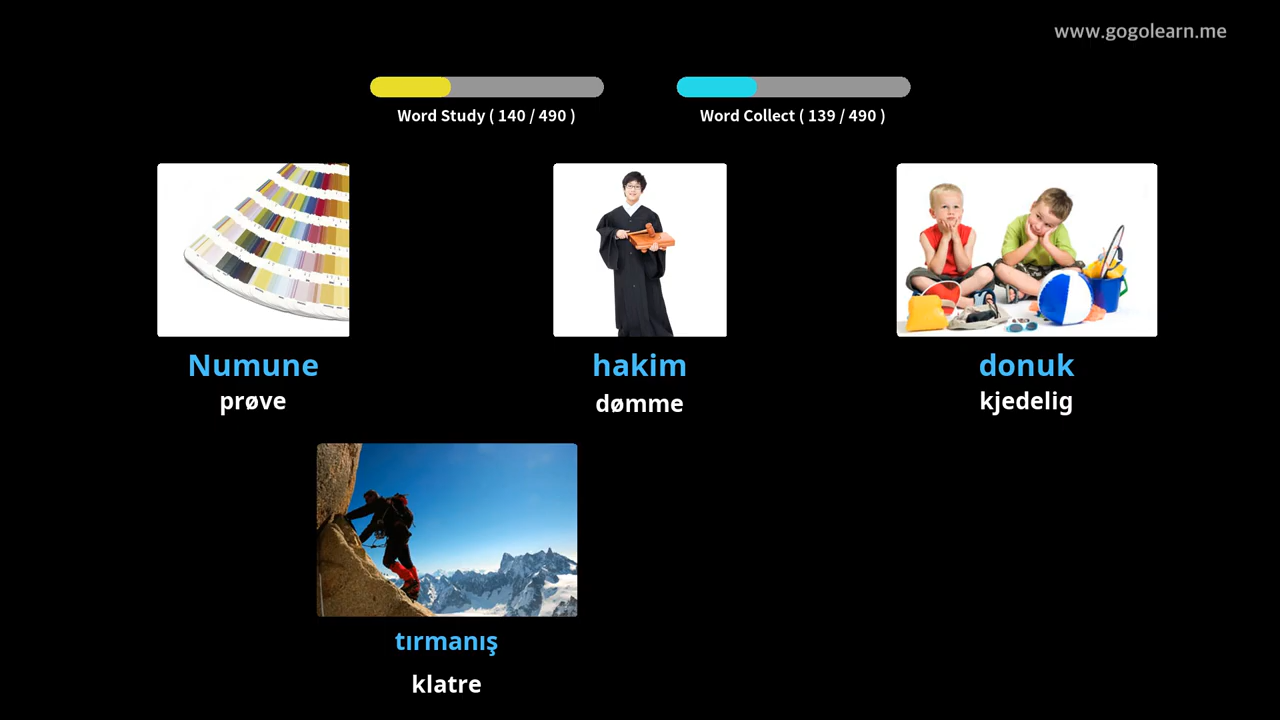 www.gogolearn.me
Word Study ( 140 / 490 )
Word Collect ( 139 / 490 )
Numune
prøve
hakim
dømme
donuk
kjedelig
tırmanış
klatre